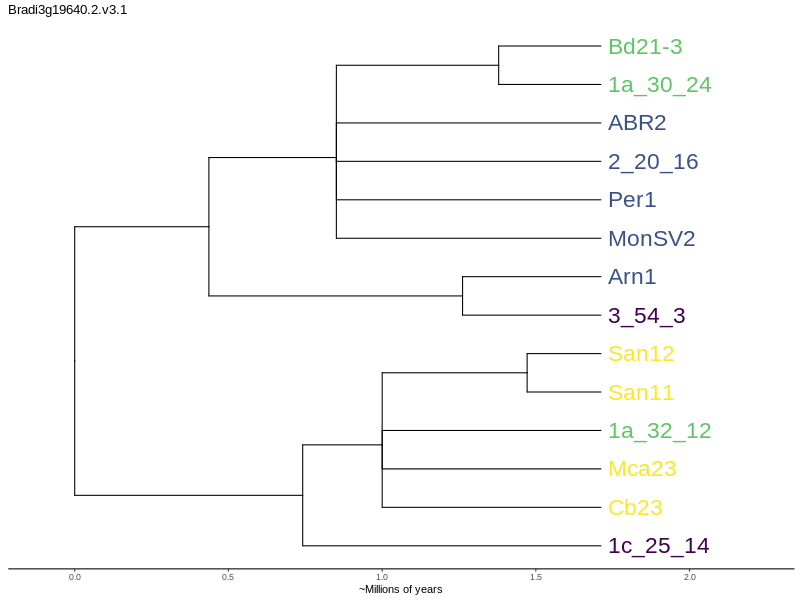 Bradi3g19640.2.v3.1
Bd21-3
1a_30_24
ABR2
2_20_16
Per1
MonSV2
Arn1
3_54_3
San12
San11
1a_32_12
Mca23
Cb23
1c_25_14
0.0 0.5 1.0 1.5 2.0
~Millions of years